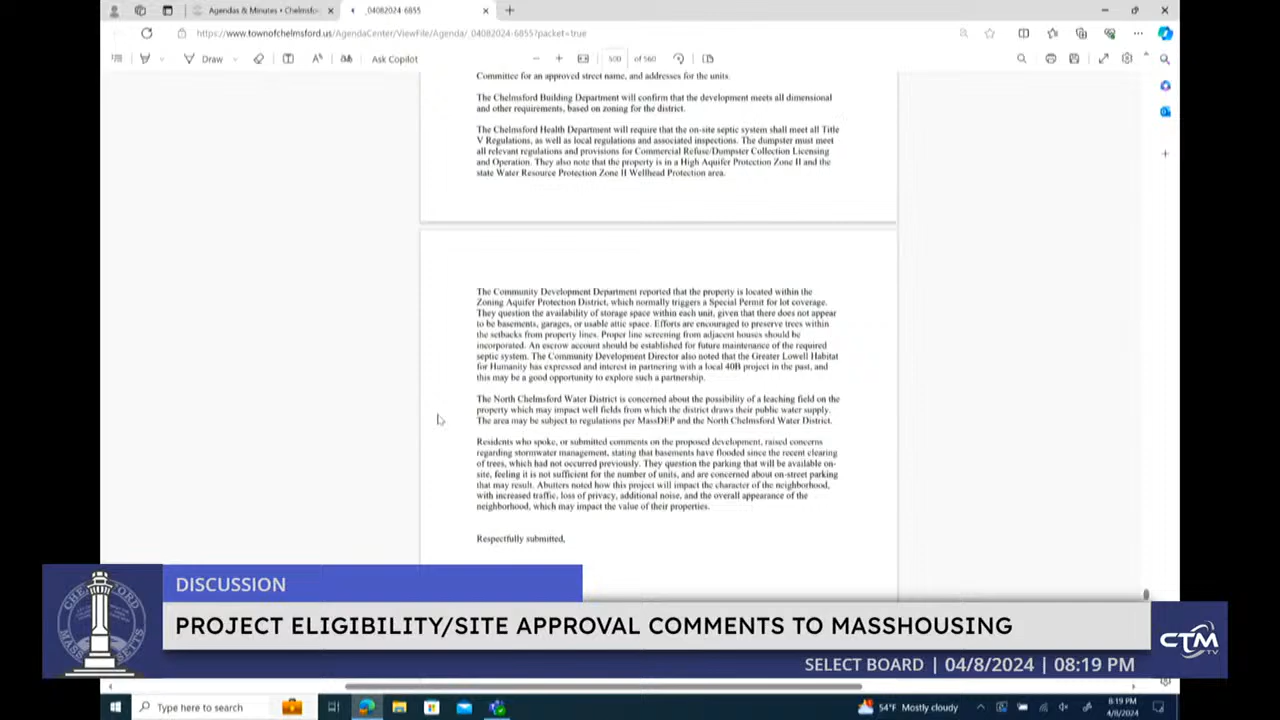 Agendas & Minutes • Chelmsfo
_04082024-6855
https://www.townofchelmsford.us/AgendaCenter/ViewFile/Agenda/_04082024-6855?packet=true
Draw
Ask Copilot
500 of 560
Committee for an approved street name, and addresses for the units.
The Chelmsford Building Department will confirm that the development meets all dimensional
and other requirements, based on zoning for the district.
The Chelmsford Health Department will require that the on-site septic system shall meet all Title
V Regulations, as well as local regulations and associated inspections. The dumpster must meet
all relevant regulations and provisions for Commercial Refuse/Dumpster Collection Licensing
and Operation. They also note that the property is in a High Aquifer Protection Zone II and the
state Water Resource Protection Zone II Wellhead Protection area.
The Community Development Department reported that the property is located within the
Zoning Aquifer Protection District, which normally triggers a Special Permit for lot coverage.
They question the availability of storage space within each unit, given that there does not appear
to be basements, garages, or usable attic space. Efforts are encouraged to preserve trees within
the setbacks from property lines. Proper line screening from adjacent houses should be
incorporated. An escrow account should be established for future maintenance of the required
septic system. The Community Development Director also noted that the Greater Lowell Habitat
for Humanity has expressed and interest in partnering with a local 40B project in the past, and
this may be a good opportunity to explore such a partnership.
The North Chelmsford Water District is concerned about the possibility of a leaching field on the
property which may impact well fields from which the district draws their public water supply.
The area may be subject to regulations per MassDEP and the North Chelmsford Water District.
Residents who spoke, or submitted comments on the proposed development, raised concerns
regarding stormwater management, stating that basements have flooded since the recent clearing
of trees, which had not occurred previously. They question the parking that will be available on-
site, feeling it is not sufficient for the number of units, and are concerned about on-street parking
that may result. Abutters noted how this project will impact the character of the neighborhood,
with increased traffic, loss of privacy, additional noise, and the overall appearance of the
neighborhood, which may impact the value of their properties.
Respectfully submitted,
DISCUSSION
PROJECT ELIGIBILITY/SITE APPROVAL COMMENTS TO MASSHOUSING
CTM
TV
SELECT BOARD | 04/8/2024 | 08:19 PM
Type here to search
54°F Mostly cloudy
8:19 PM
4/8/2024